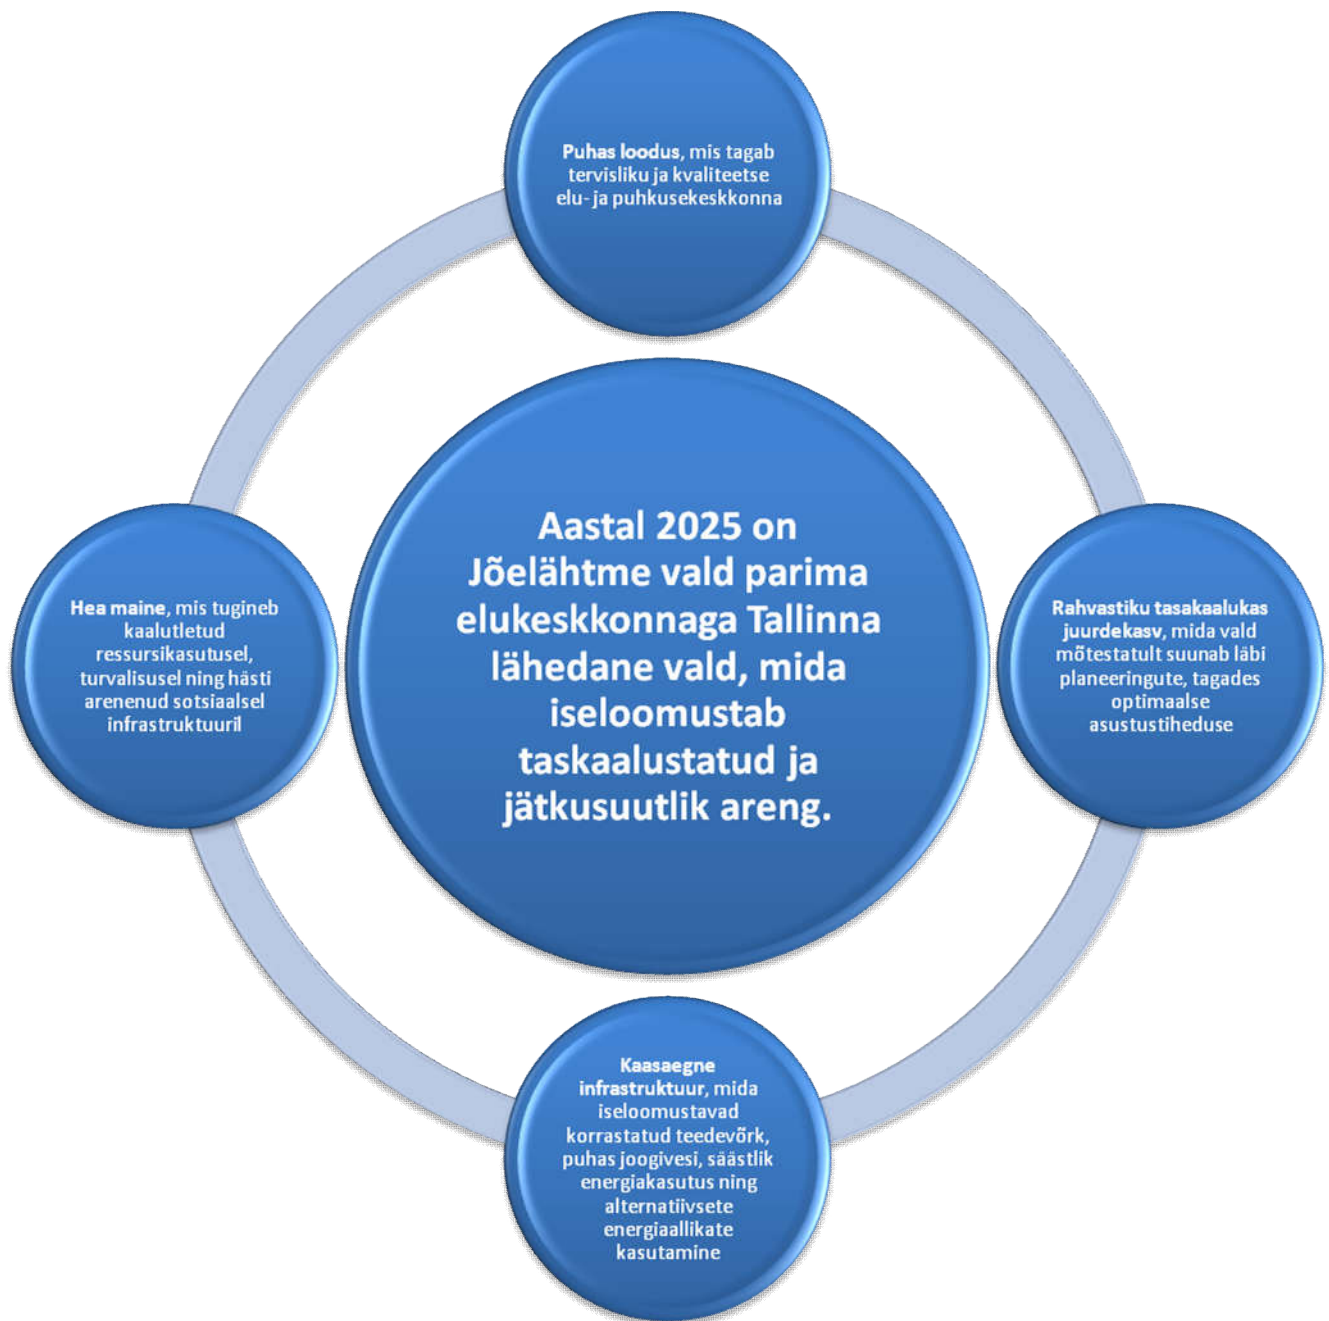 Puhas loodus, mis tagab
tervisliku ja kvaliteetse
elu- ja puhkusekeskkonna
Aastal 2025 on
Jõelähtme vald parima
elukeskkonnaga Tallinna
lähedane vald, mida
iseloomustab
taskaalustatud ja
jätkusuutlik areng.
Hea maine, mis tugineb
kaalutletud
ressursikasutusel,
turvalisusel ning hästi
arenenud sotsiaalsel
infrastruktuuril
Rahvastiku tasakaalukas
juurdekasv, mida vald
mõtestatult suunab läbi
planeeringute, tagades
optimaalse
asustustiheduse
Kaasaegne
infrastruktuur, mida
iseloomustavad
korrastatud teedevõrk,
puhas joogivesi, säästlik
energiakasutus ning
alternatiivsete
energiaallikate
kasutamine